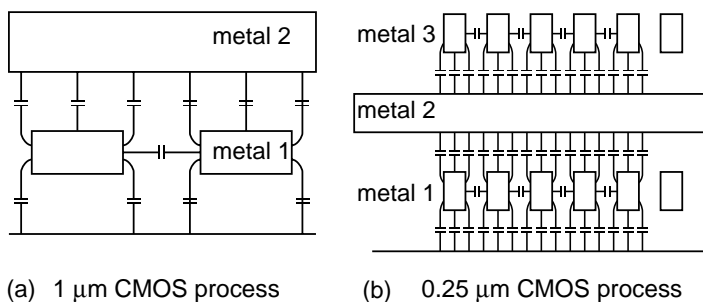 metal 2
metal 1
(a) 1 μm CMOS process
metal 3
metal 2
metal 1
(b) 0.25 μm CMOS process